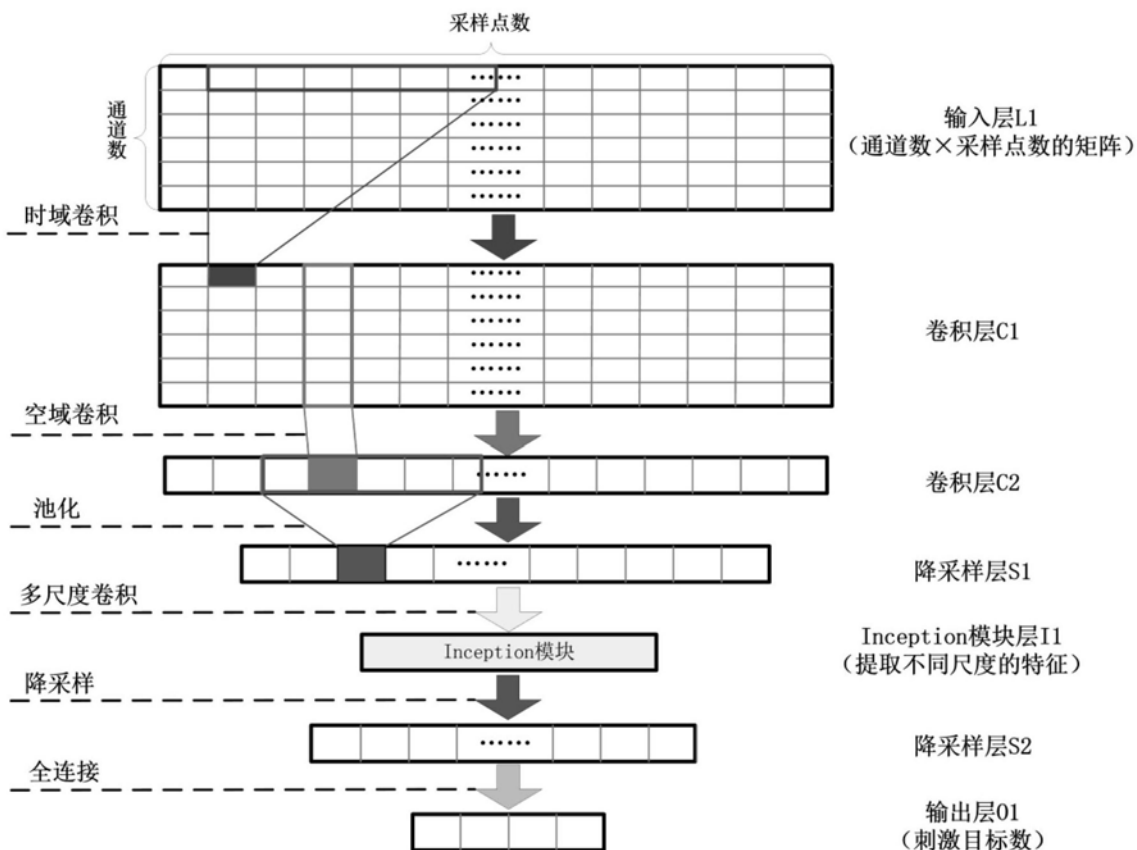 采样点数
通道数
输入层L1
(通道数×采样点数的矩阵)
时域卷积
卷积层C1
空域卷积
卷积层C2
池化
降采样层S1
多尺度卷积
Inception模块
Inception模块层I1
(提取不同尺度的特征)
降采样
降采样层S2
全连接
输出层O1
(刺激目标数)